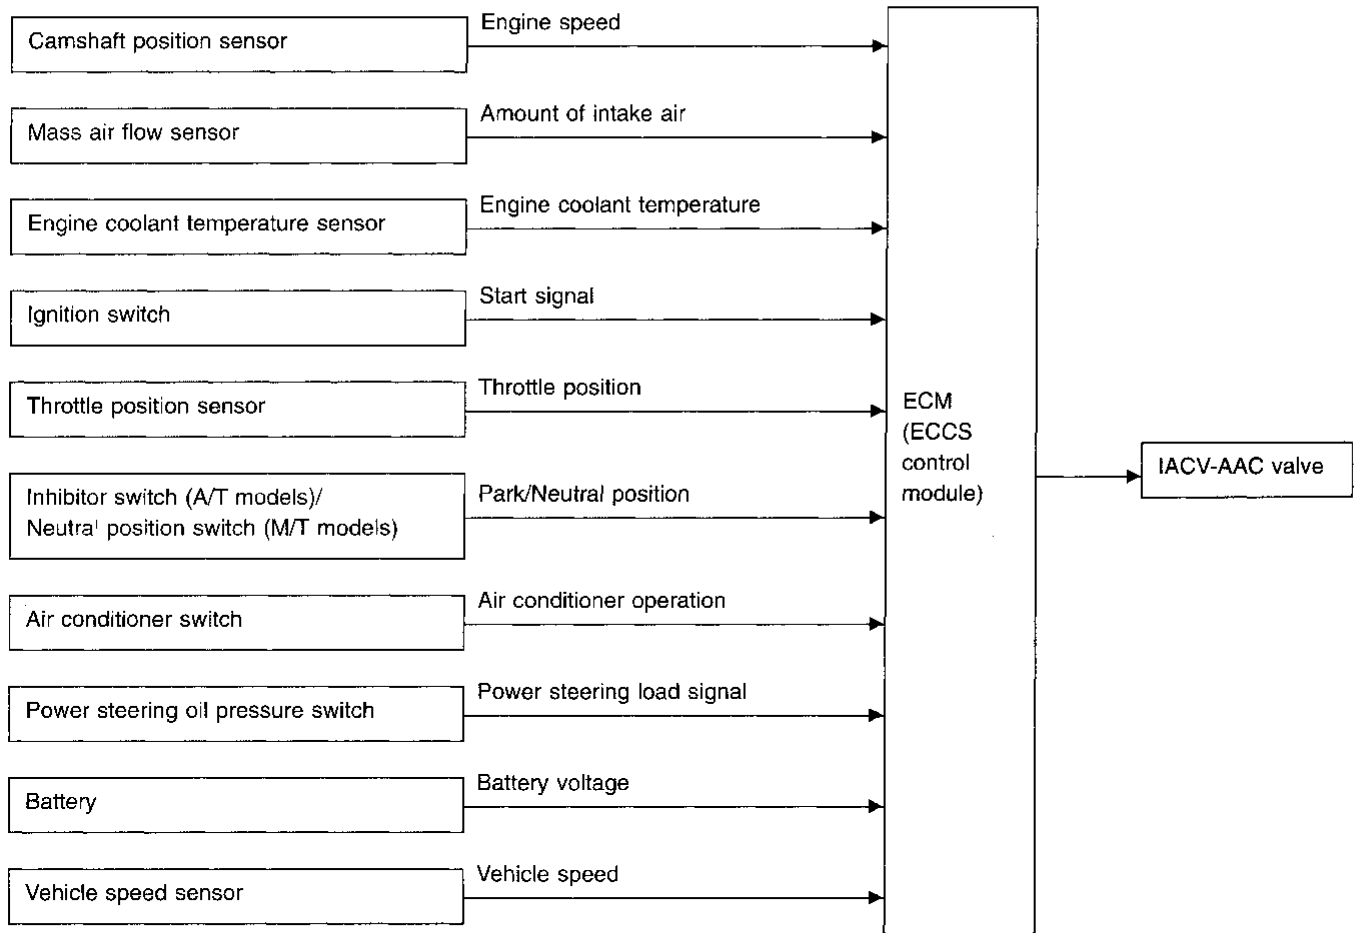 Camshaft position sensor
Engine speed
Mass air flow sensor
Amount of intake air
Engine coolant temperature sensor
Engine coolant temperature
Ignition switch
Start signal
Throttle position sensor
Throttle position
Inhibitor switch (A/T models)/
Neutral position switch (M/T models)
Park/Neutral position
Air conditioner switch
Air conditioner operation
Power steering oil pressure switch
Power steering load signal
Battery
Battery voltage
Vehicle speed sensor
Vehicle speed
ECM
(ECCS
control
module)
IACV-AAC valve